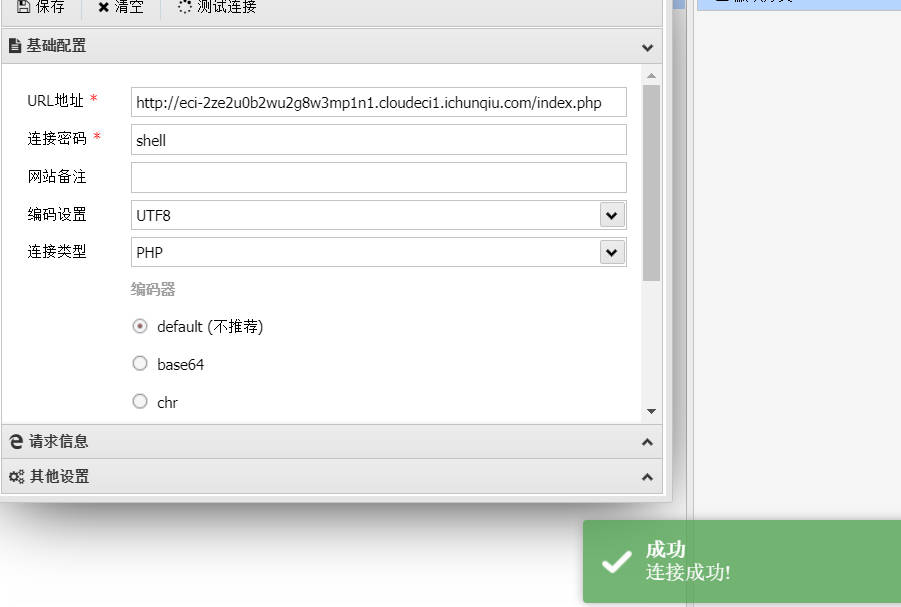 保存 清空 测试连接
基础配置
URL地址 * http://eci-2ze2u0b2wu2g8w3mp1n1.cloudeci1.ichunqiu.com/index.php
连接密码 * shell
网站备注
编码设置 UTF8
连接类型 PHP
编码器
default (不推荐)
base64
chr
请求信息
其他设置
成功
连接成功!